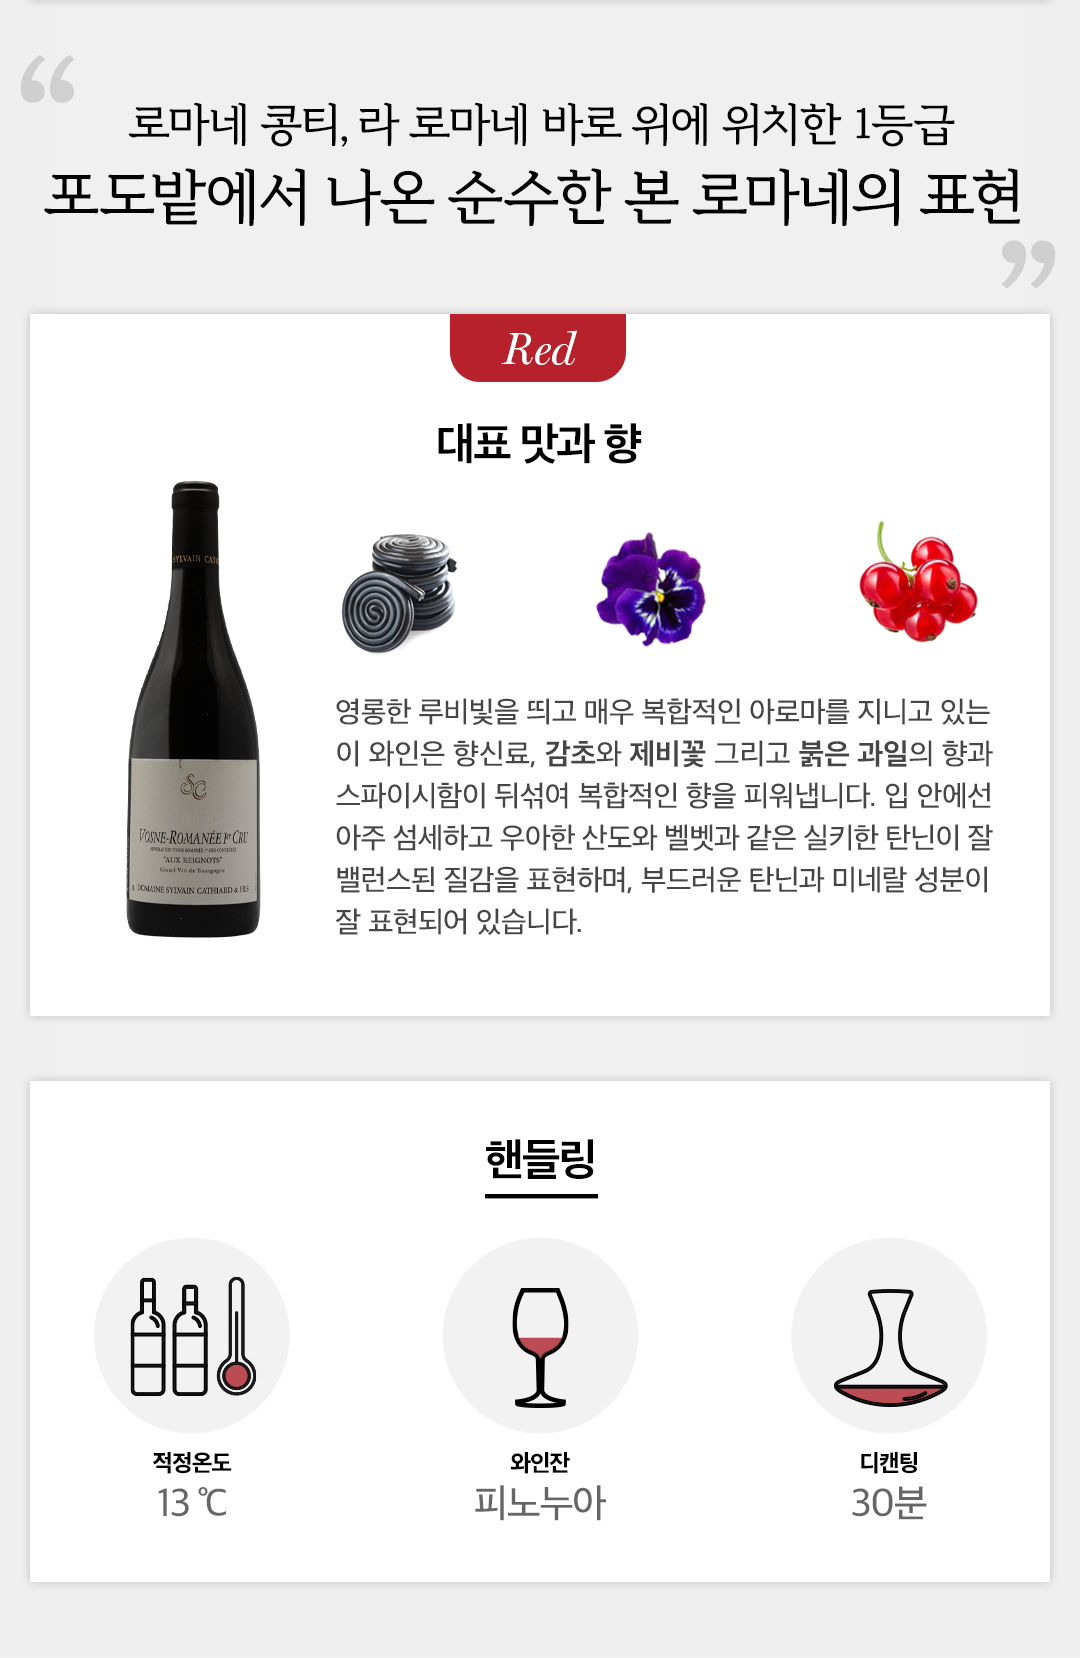 “
로마네 콩티, 라 로마네 바로 위에 위치한 1등급
포도밭에서 나온 순수한 본 로마네의 표현
”
Red
대표 맛과 향
SYLVAIN CATH
SC
VOSNE-ROMANÉE 1er CRU
"AUX REIGNOTS"
Grand Vin de Bourgogne
DOMAINE SYLVAIN CATHIARD & FILS
영롱한 루비빛을 띄고 매우 복합적인 아로마를 지니고 있는
이 와인은 향신료, 감초와 제비꽃 그리고 붉은 과일의 향과
스파이시함이 뒤섞여 복합적인 향을 피워냅니다. 입 안에선
아주 섬세하고 우아한 산도와 벨벳과 같은 실키한 탄닌이 잘
밸런스된 질감을 표현하며, 부드러운 탄닌과 미네랄 성분이
잘 표현되어 있습니다.
핸들링
적정온도
13 ℃
와인잔
피노누아
디캔팅
30분